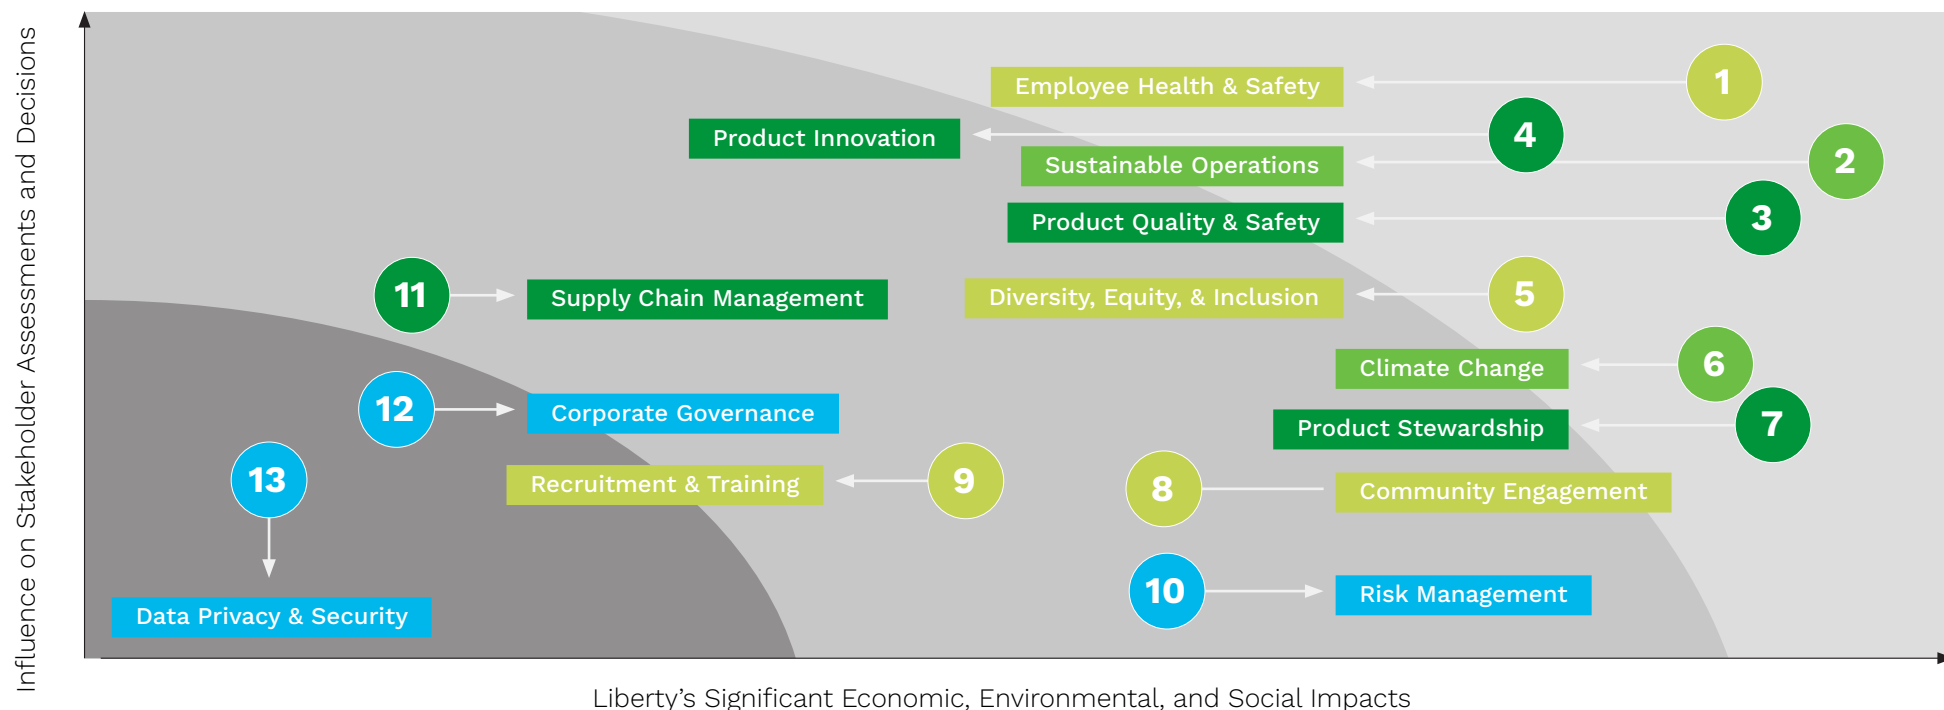 Influence on Stakeholder Assessments and Decisions
Employee Health & Safety
1
Product Innovation
4
Sustainable Operations
2
Product Quality & Safety
3
11
Supply Chain Management
Diversity, Equity, & Inclusion
5
Climate Change
6
12
Corporate Governance
Product Stewardship
7
13
Recruitment & Training
9
8
Community Engagement
10
Risk Management
Data Privacy & Security
Liberty’s Significant Economic, Environmental, and Social Impacts